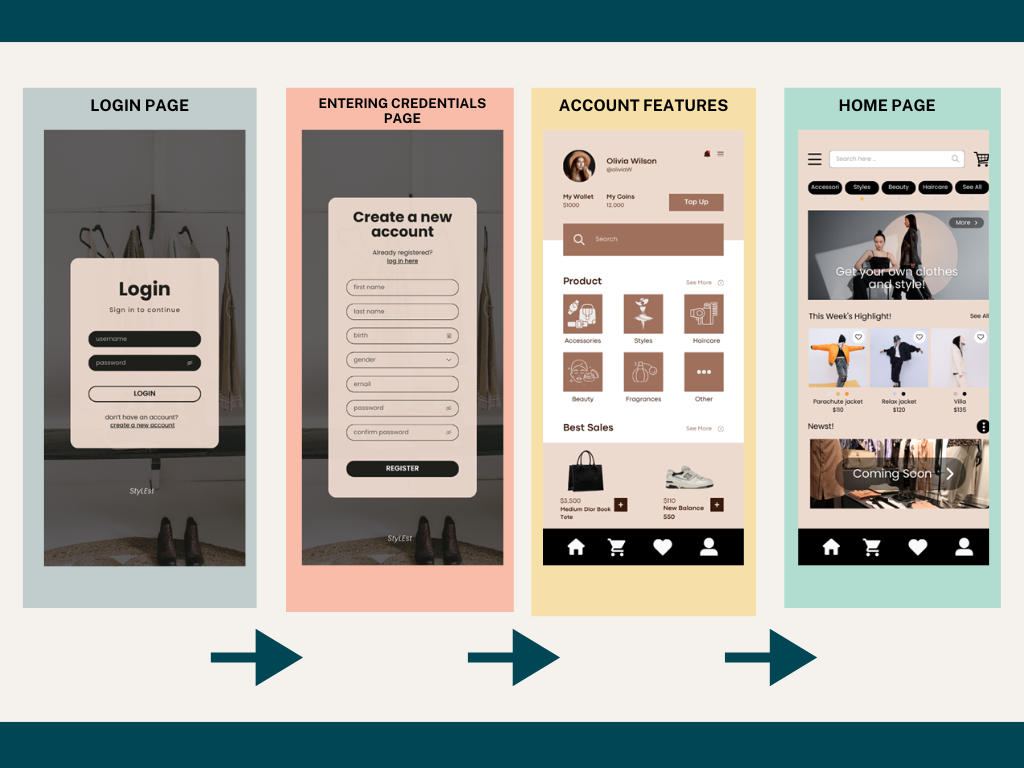 LOGIN PAGE
Login
Sign in to continue
username
password
LOGIN
don't have an account?
create a new account
StyLEst
ENTERING CREDENTIALS
PAGE
Create a new
account
Already registered?
log in here
first name
last name
birth
gender
email
password
confirm password
REGISTER
StyLEst
ACCOUNT FEATURES
Olivia Wilson
@oliviaW
My Wallet My Coins
$1000 12,000
Top Up
Search
Product See More
Accessories Styles Haircare
Beauty Fragrances Other
Best Sales See More
$3,500 $110
Medium Dior Book New Balance
Tote 550
HOME PAGE
Search here ..
Accessori Styles Beauty Haircare See All
More
Get your own clothes
and style!
This Week's Highlight! See All
Parachute jacket Relax jacket Villa
$110 $120 $135
Newst!
Coming Soon